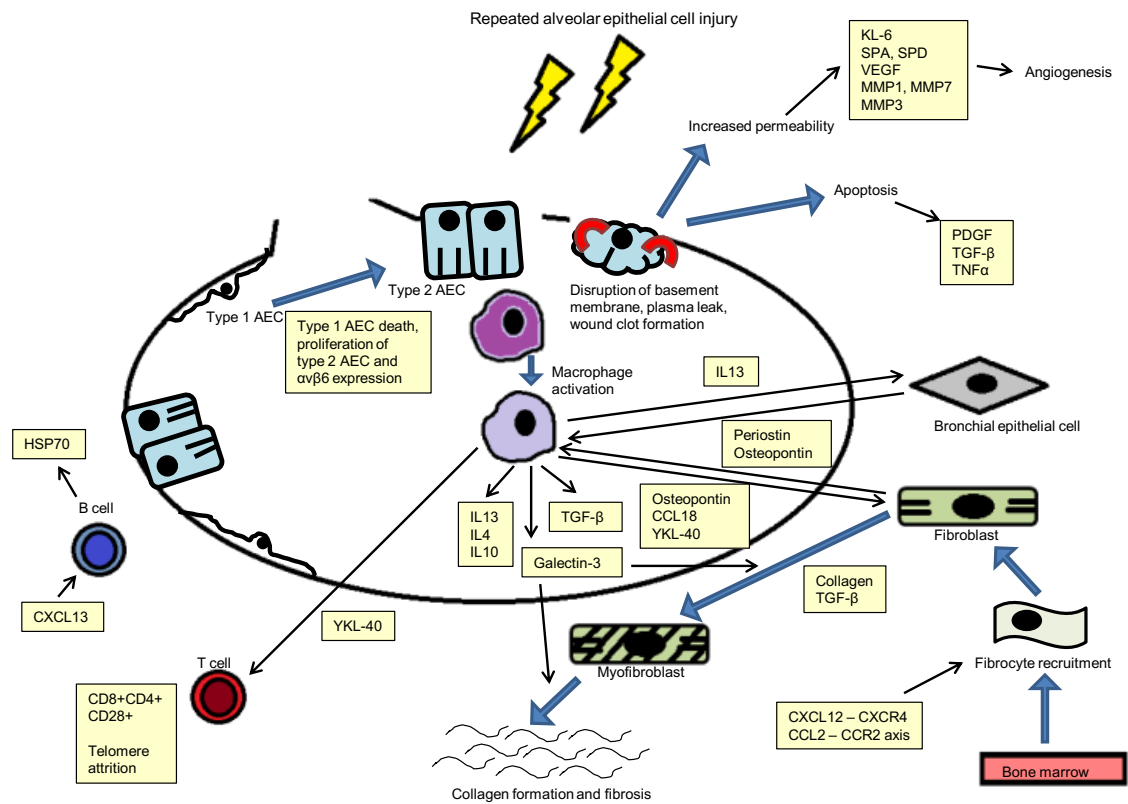 Repeated alveolar epithelial cell injury
KL-6
SPA, SPD
VEGF
MMP1, MMP7
MMP3
Angiogenesis
Increased permeability
Apoptosis
PDGF
TGF-β
TNFα
Type 2 AEC
Disruption of basement
membrane, plasma leak,
wound clot formation
Type 1 AEC
Type 1 AEC death,
proliferation of
type 2 AEC and
αvβ6 expression
Macrophage
activation
IL13
Bronchial epithelial cell
Periostin
Osteopontin
HSP70
B cell
CXCL13
IL13
IL4
IL10
TGF-β
Osteopontin
CCL18
YKL-40
Fibroblast
Galectin-3
Collagen
TGF-β
YKL-40
T cell
CD8+CD4+
CD28+
Telomere
attrition
Myofibroblast
Fibrocyte recruitment
CXCL12 – CXCR4
CCL2 – CCR2 axis
Bone marrow
Collagen formation and fibrosis